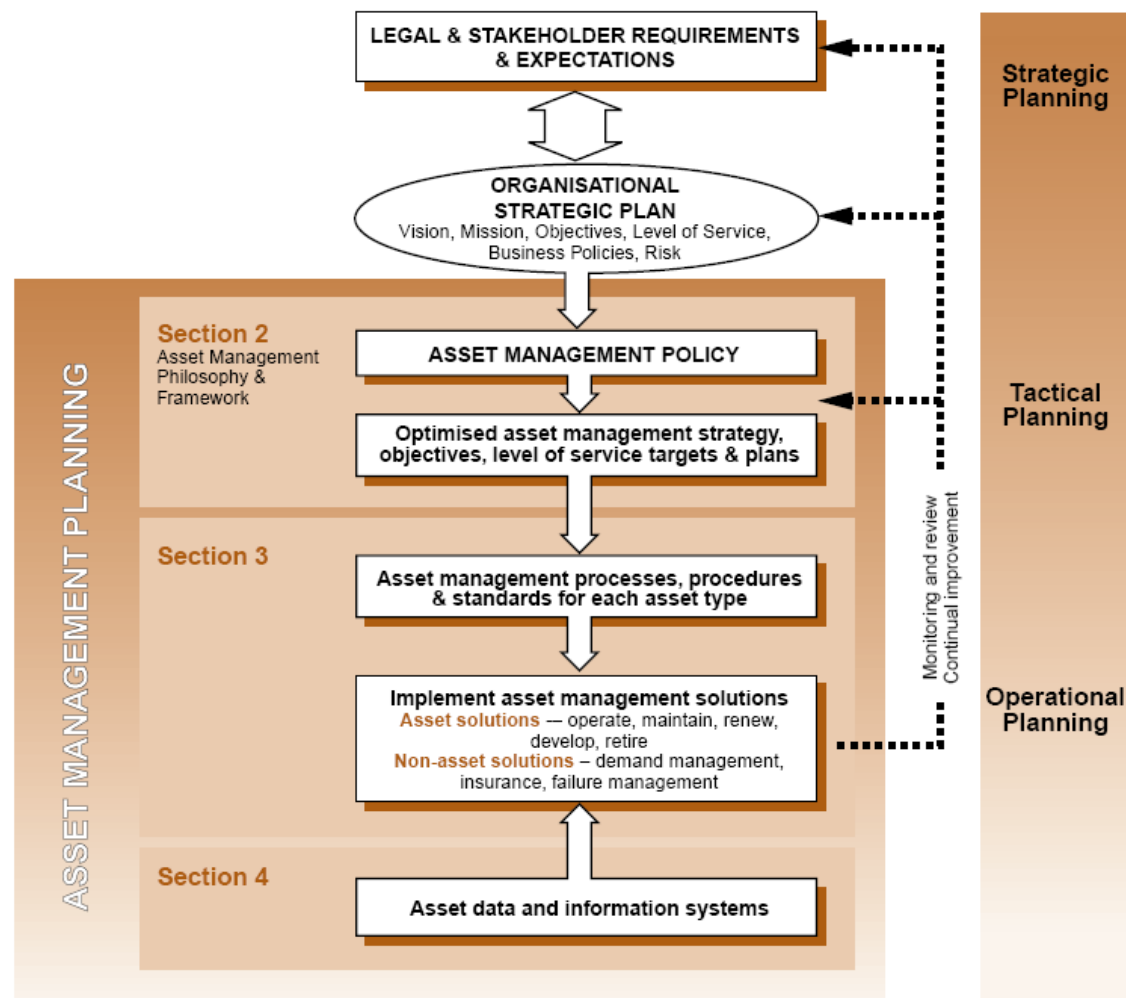 LEGAL & STAKEHOLDER REQUIREMENTS
& EXPECTATIONS
Strategic
Planning
ORGANISATIONAL
STRATEGIC PLAN
Vision, Mission, Objectives, Level of Service,
Business Policies, Risk
ASSET MANAGEMENT PLANNING
Section 2
Asset Management
Philosophy &
Framework
ASSET MANAGEMENT POLICY
Optimised asset management strategy,
objectives, level of service targets & plans
Tactical
Planning
Section 3
Asset management processes, procedures
& standards for each asset type
Implement asset management solutions
Asset solutions –- operate, maintain, renew,
develop, retire
Non-asset solutions – demand management,
insurance, failure management
Monitoring and review
Continual improvement
Operational
Planning
Section 4
Asset data and information systems